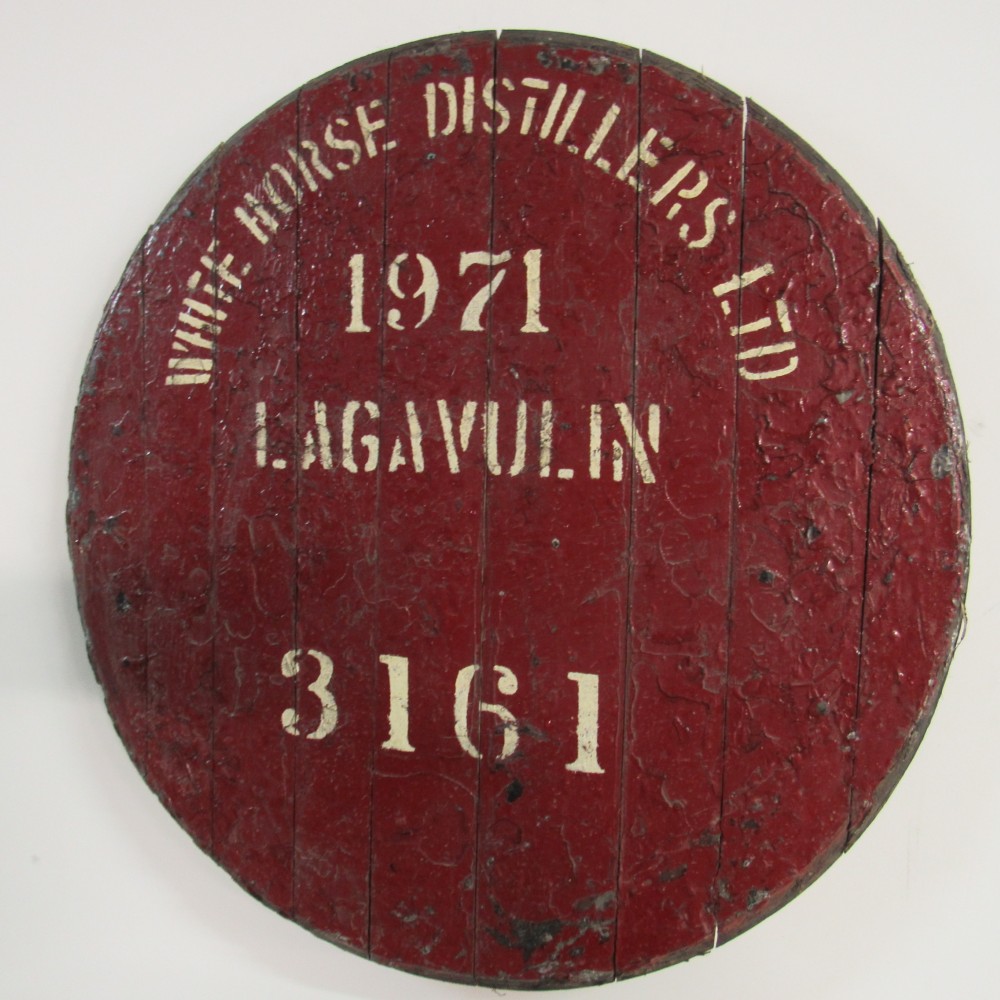 WHITE HORSE DISTILLERS LTD
1971
LAGAVULIN
3161